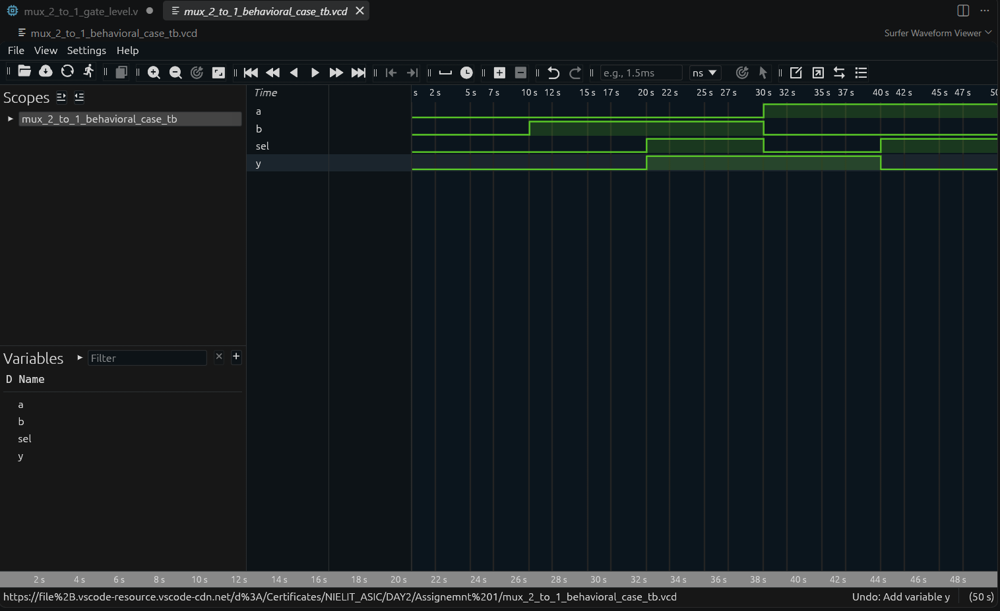 mux_2_to_1_gate_level.v
mux_2_to_1_behavioral_case_tb.vcd
mux_2_to_1_behavioral_case_tb.vcd
Surfer Waveform Viewer
File View Settings Help
e.g., 1.5ms
ns
Scopes
mux_2_to_1_behavioral_case_tb
Time
s 2 s 5 s 7 s 10 s 12 s 15 s 17 s 20 s 22 s 25 s 27 s 30 s 32 s 35 s 37 s 40 s 42 s 45 s 47 s 50
a
b
sel
y
Variables
Filter
D Name
a
b
sel
y
2 s 4 s 6 s 8 s 10 s 12 s 14 s 16 s 18 s 20 s 22 s 24 s 26 s 28 s 30 s 32 s 34 s 36 s 38 s 40 s 42 s 44 s 46 s 48 s
https://file%2B.vscode-resource.vscode-cdn.net/d%3A/Certificates/NIELIT_ASIC/DAY2/Assignemnt%201/mux_2_to_1_behavioral_case_tb.vcd
Undo: Add variable y
(50 s)